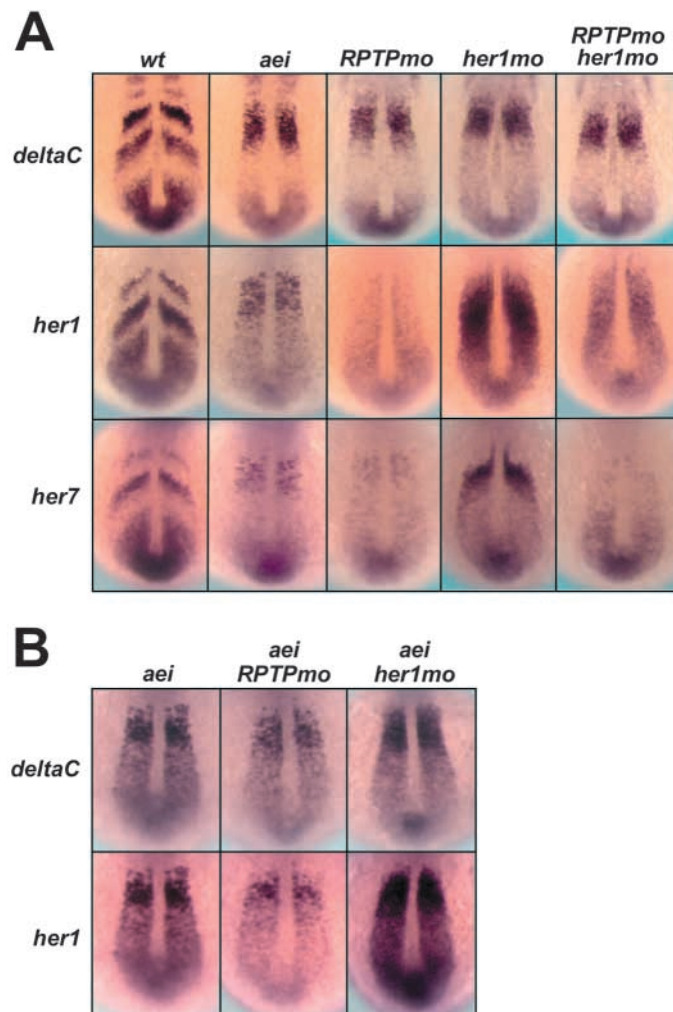 A
wt aei RPTPmo her1mo RPTPmo
her1mo
deltaC
her1
her7
B
aei aei
RPTPmo aei
her1mo
deltaC
her1